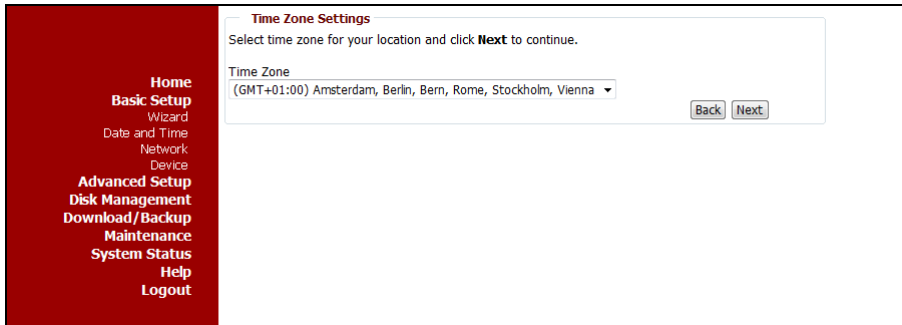 Home
Basic Setup
Wizard
Date and Time
Network
Device
Advanced Setup
Disk Management
Download/Backup
Maintenance
System Status
Help
Logout
Time Zone Settings
Select time zone for your location and click Next to continue.
Time Zone
(GMT+01:00) Amsterdam, Berlin, Bern, Rome, Stockholm, Vienna
Back Next